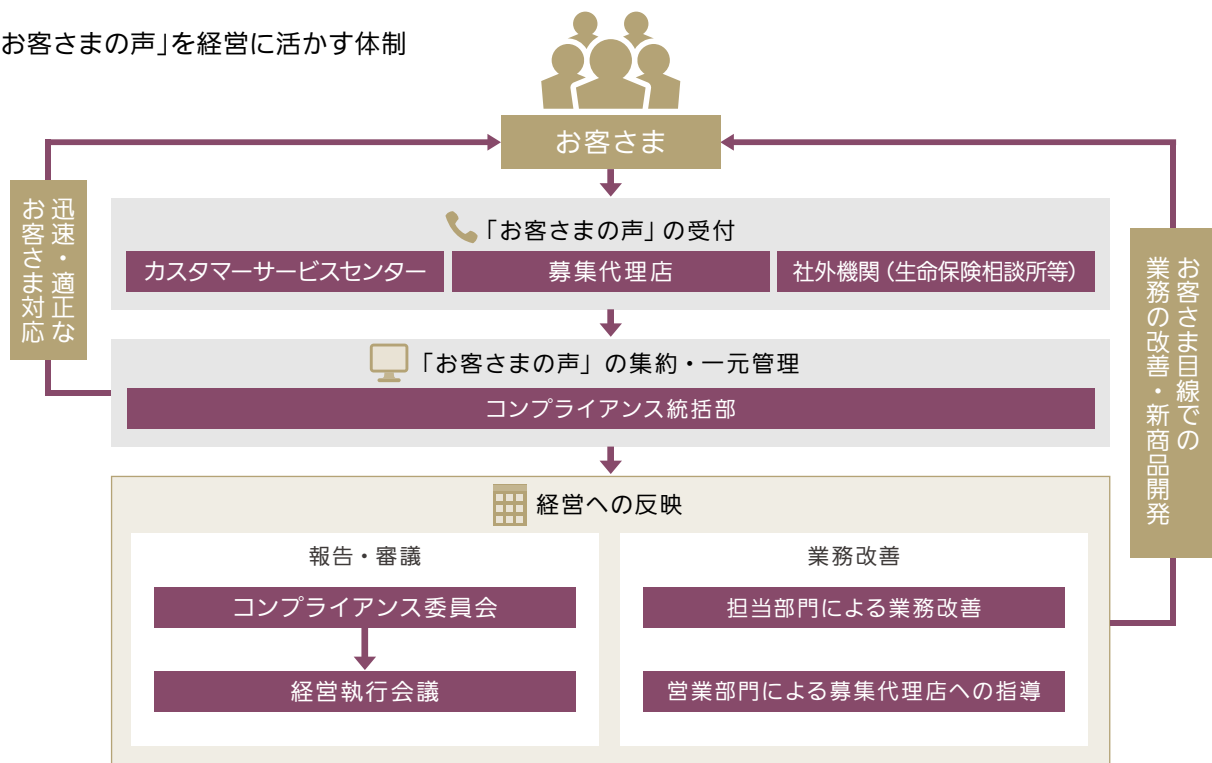 お客さまの声」を経営に活かす体制
お客さま
迅速・適正な
お客さま対応
「お客さまの声」の受付
カスタマーサービスセンター
募集代理店
社外機関（生命保険相談所等）
「お客さまの声」の集約・一元管理
コンプライアンス統括部
お客さま目線での
業務の改善・新商品開発
経営への反映
報告・審議
コンプライアンス委員会
経営執行会議
業務改善
担当部門による業務改善
営業部門による募集代理店への指導